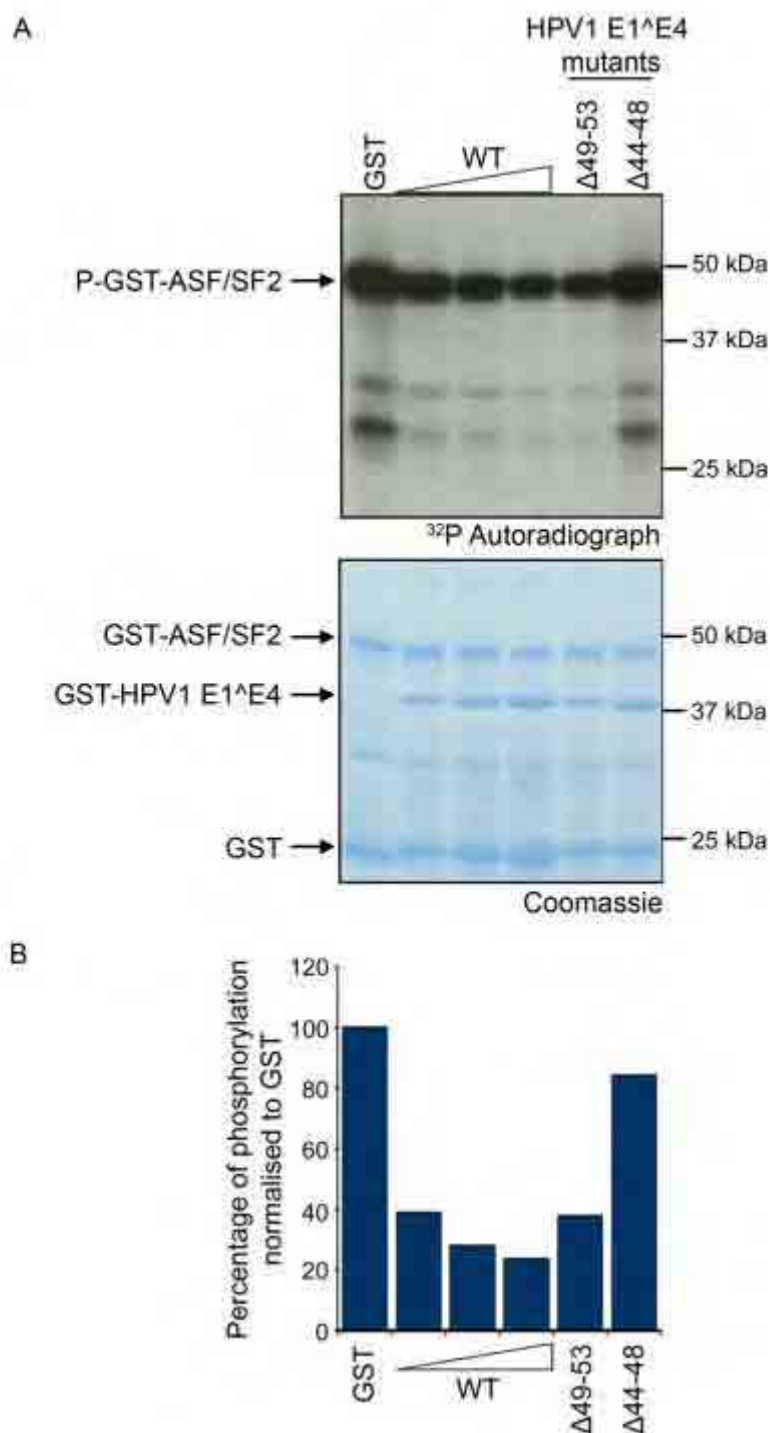 A
HPV1 E1^E4
mutants
GST
WT
Δ49-53
Δ44-48
P-GST-ASF/SF2
50 kDa
37 kDa
25 kDa
³²P Autoradiograph
GST-ASF/SF2
GST-HPV1 E1^E4
GST
50 kDa
37 kDa
25 kDa
Coomassie
B
Percentage of phosphorylation
normalised to GST
120
100
80
60
40
20
0
GST
WT
Δ49-53
Δ44-48